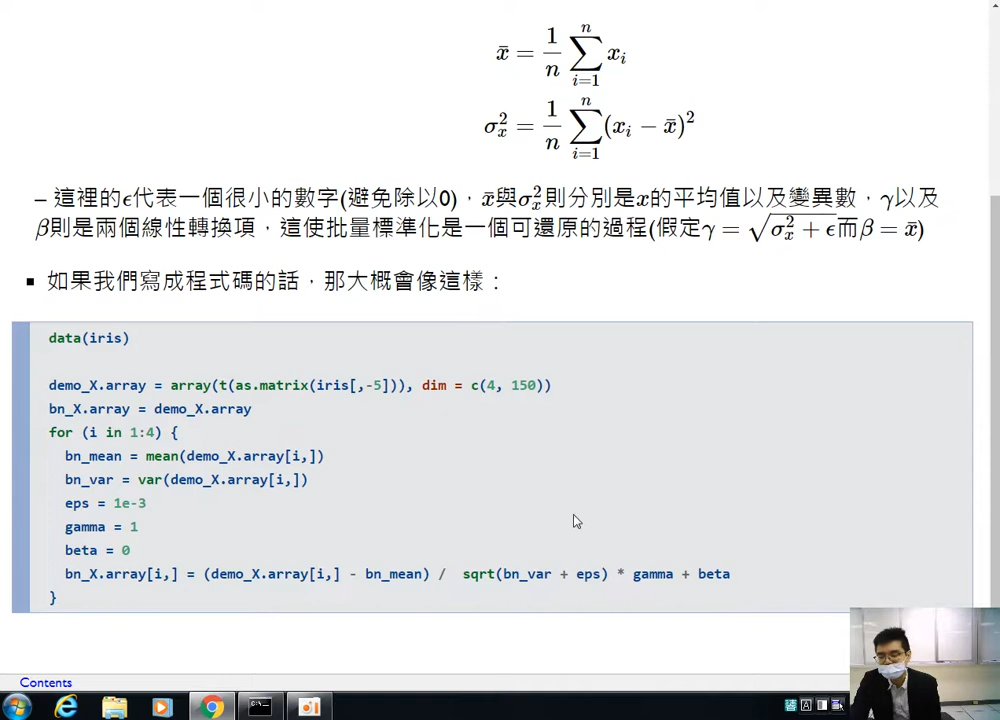 x̄ = 1/n ∑_{i=1}^{n} x_i
σ_x^2 = 1/n ∑_{i=1}^{n} (x_i − x̄)^2
– 這裡的ϵ代表一個很小的數字(避免除以0)，x̄與σ_x^2則分別是x的平均值以及變異數，γ以及
β則是兩個線性轉換項，這使批量標準化是一個可還原的過程(假定γ = √(σ_x^2 + ϵ)而β = x̄)
▪ 如果我們寫成程式碼的話，那大概會像這樣：
data(iris)
demo_X.array = array(t(as.matrix(iris[,-5])), dim = c(4, 150))
bn_X.array = demo_X.array
for (i in 1:4) {
bn_mean = mean(demo_X.array[i,])
bn_var = var(demo_X.array[i,])
eps = 1e-3
gamma = 1
beta = 0
bn_X.array[i,] = (demo_X.array[i,] - bn_mean) / sqrt(bn_var + eps) * gamma + beta
}
Contents